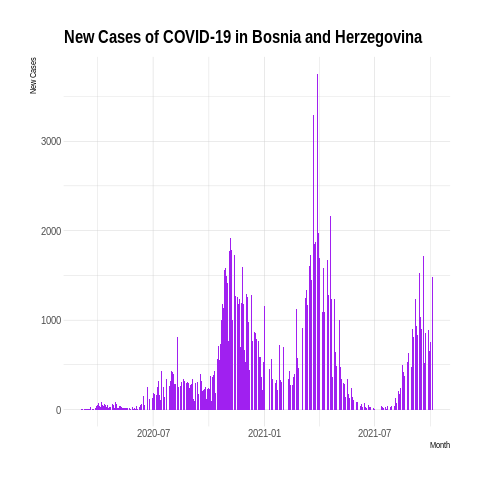 New Cases of COVID-19 in Bosnia and Herzegovina
New Cases
3000
2000
1000
0
2020-07 2021-01 2021-07
Month